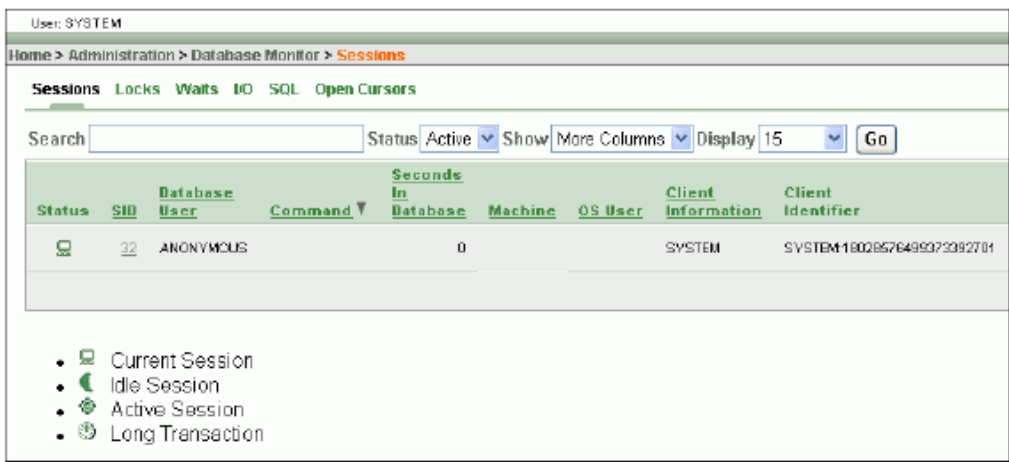 User: SYSTEM
Home > Administration > Database Monitor > Sessions
Sessions Locks Waits I/O SQL Open Cursors
Search Status Active Show More Columns Display 15 Go
Status SID Database User Command Seconds In Database Machine OS User Client Information Client Identifier
32 ANONYMOUS 0 SYSTEM SYSTEM:18028576499373392701
Current Session
Idle Session
Active Session
Long Transaction